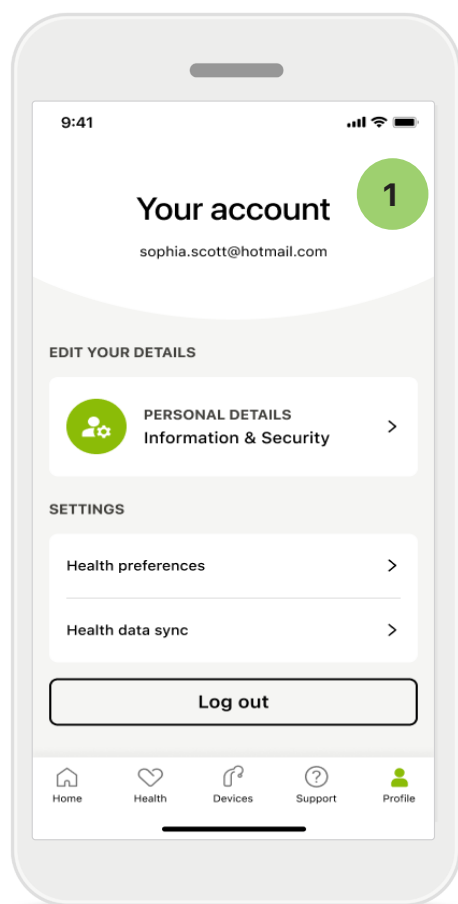 9:41
1
Your account
sophia.scott@hotmail.com
EDIT YOUR DETAILS
PERSONAL DETAILS
Information & Security
SETTINGS
Health preferences
Health data sync
Log out
Home Health Devices Support Profile